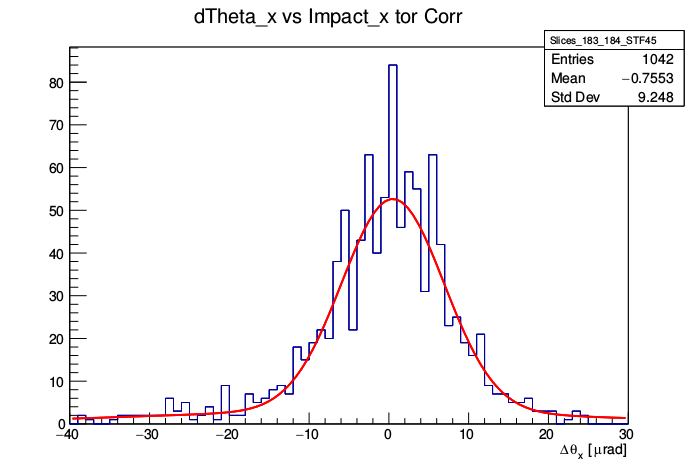 dTheta_x vs Impact_x tor Corr
Slices_183_184_STF45
Entries 1042
Mean −0.7553
Std Dev 9.248
80
70
60
50
40
30
20
10
0
−40 −30 −20 −10 0 10 20 30
Δθx [μrad]